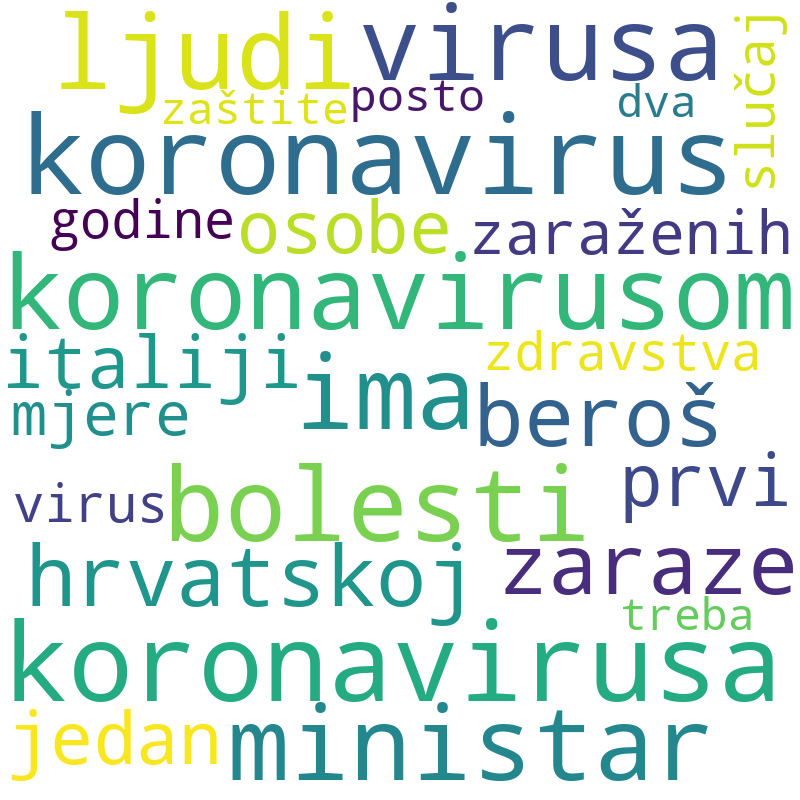 ljudi virusa slučaj
zaštite posto dva
koronavirus
godine osobe zaraženih
koronavirusom
italiji zdravstva
mjere ima beroš
virus bolesti prvi
hrvatskoj zaraze
treba
koronavirusa
jedan ministar